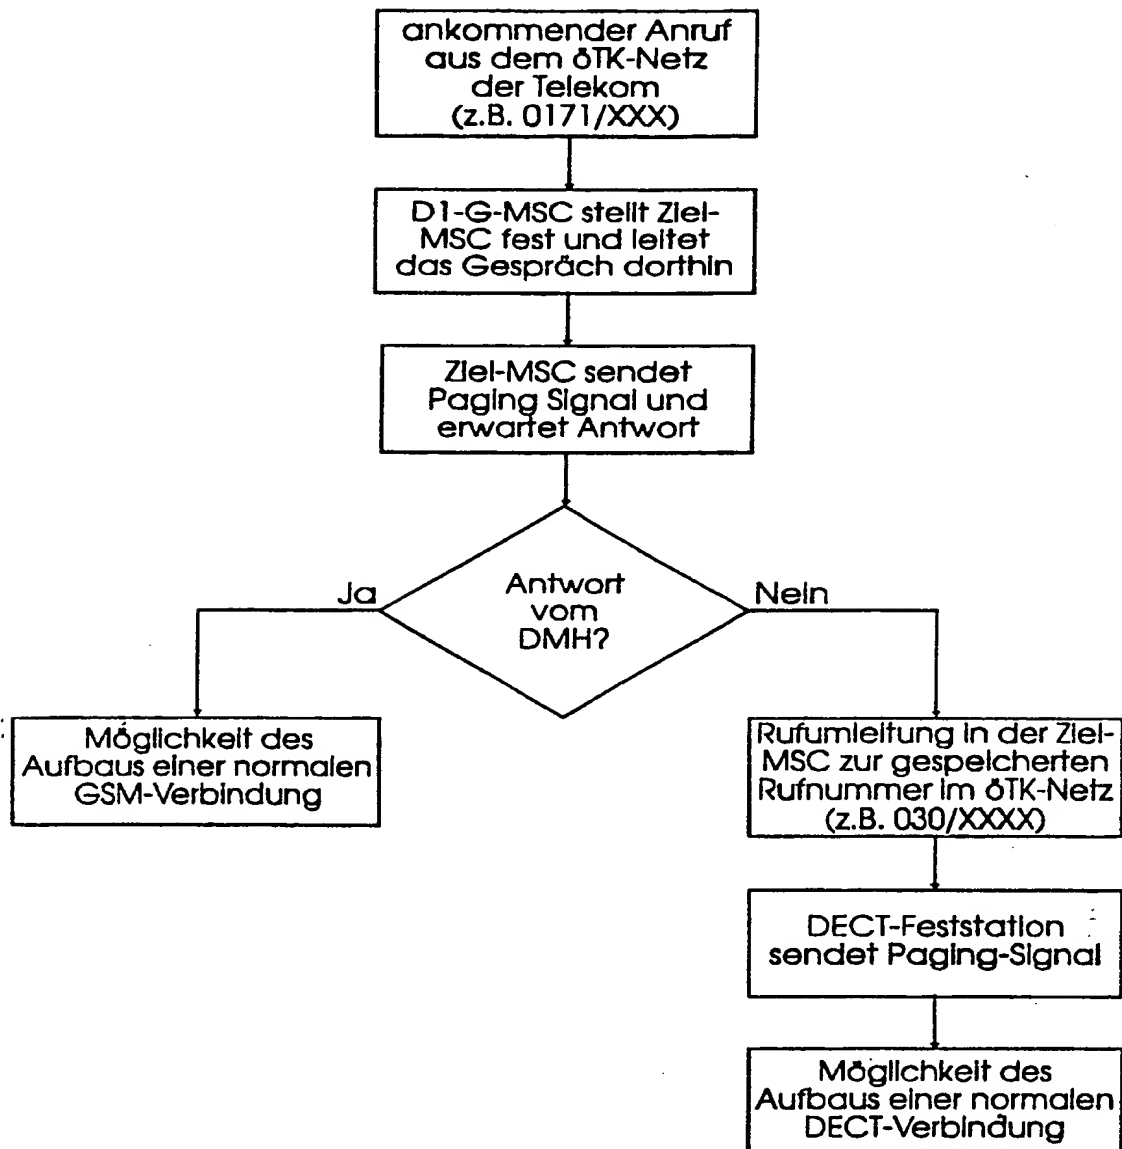 ankommender Anruf
aus dem öTK-Netz
der Telekom
(z.B. 0171/XXX)
D1-G-MSC stellt Ziel-
MSC fest und leitet
das Gespräch dorthin
Ziel-MSC sendet
Paging Signal und
erwartet Antwort
Ja
Antwort
vom
DMH?
Nein
Möglichkeit des
Aufbaus einer normalen
GSM-Verbindung
Rufumleitung in der Ziel-
MSC zur gespeicherten
Rufnummer im öTK-Netz
(z.B. 030/XXXX)
DECT-Feststation
sendet Paging-Signal
Möglichkeit des
Aufbaus einer normalen
DECT-Verbindung